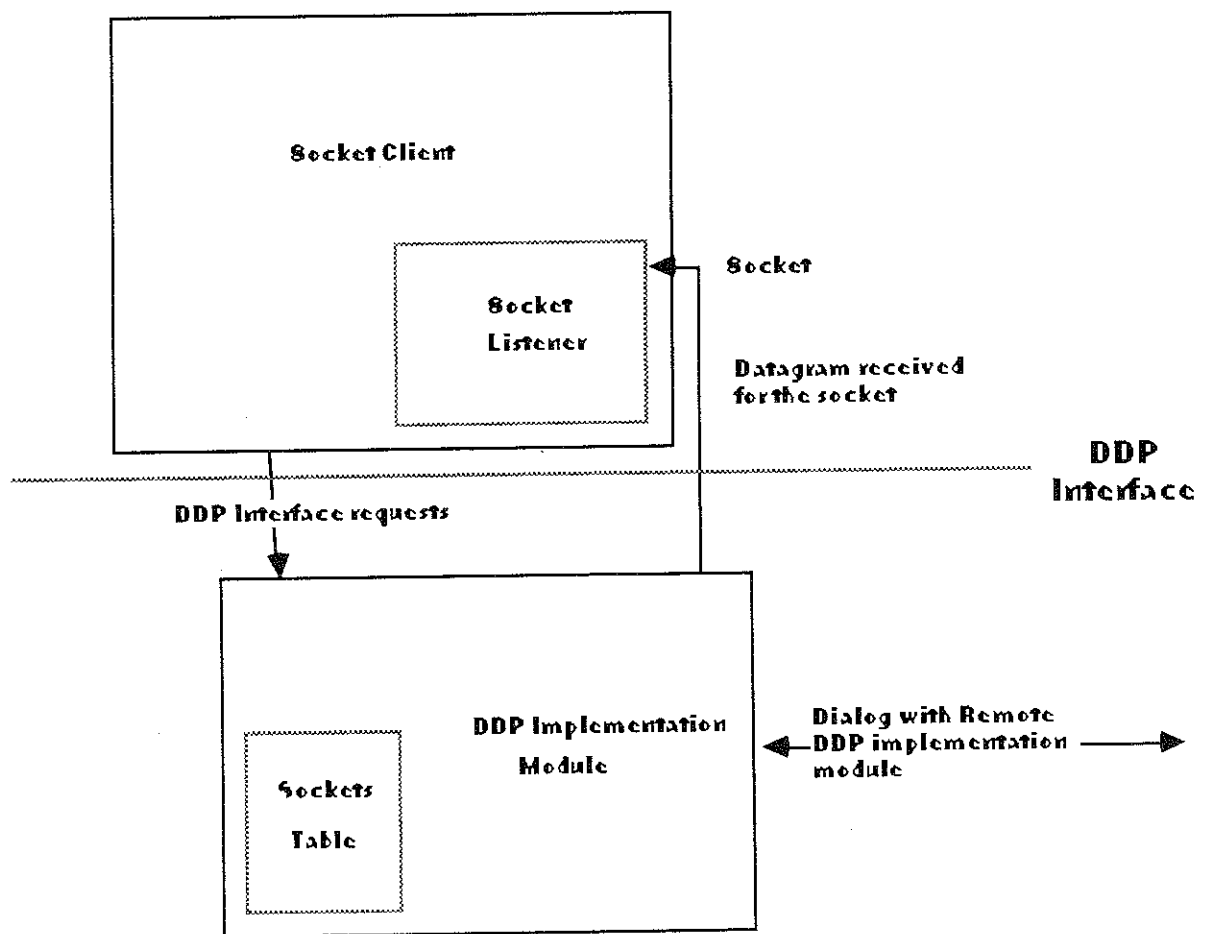 Socket Client
Socket
Socket
Listener
Datagram received
for the socket
DDP
Interface
DDP Interface requests
DDP Implementation
Module
Dialog with Remote
DDP implementation
module
Sockets
Table